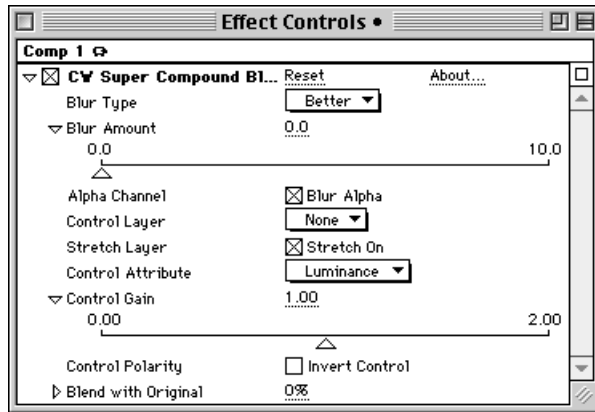 Effect Controls •
Comp 1
CW Super Compound Bl... Reset About...
Blur Type Better
Blur Amount 0.0
0.0 10.0
Alpha Channel Blur Alpha
Control Layer None
Stretch Layer Stretch On
Control Attribute Luminance
Control Gain 1.00
0.00 2.00
Control Polarity Invert Control
Blend with Original 0%